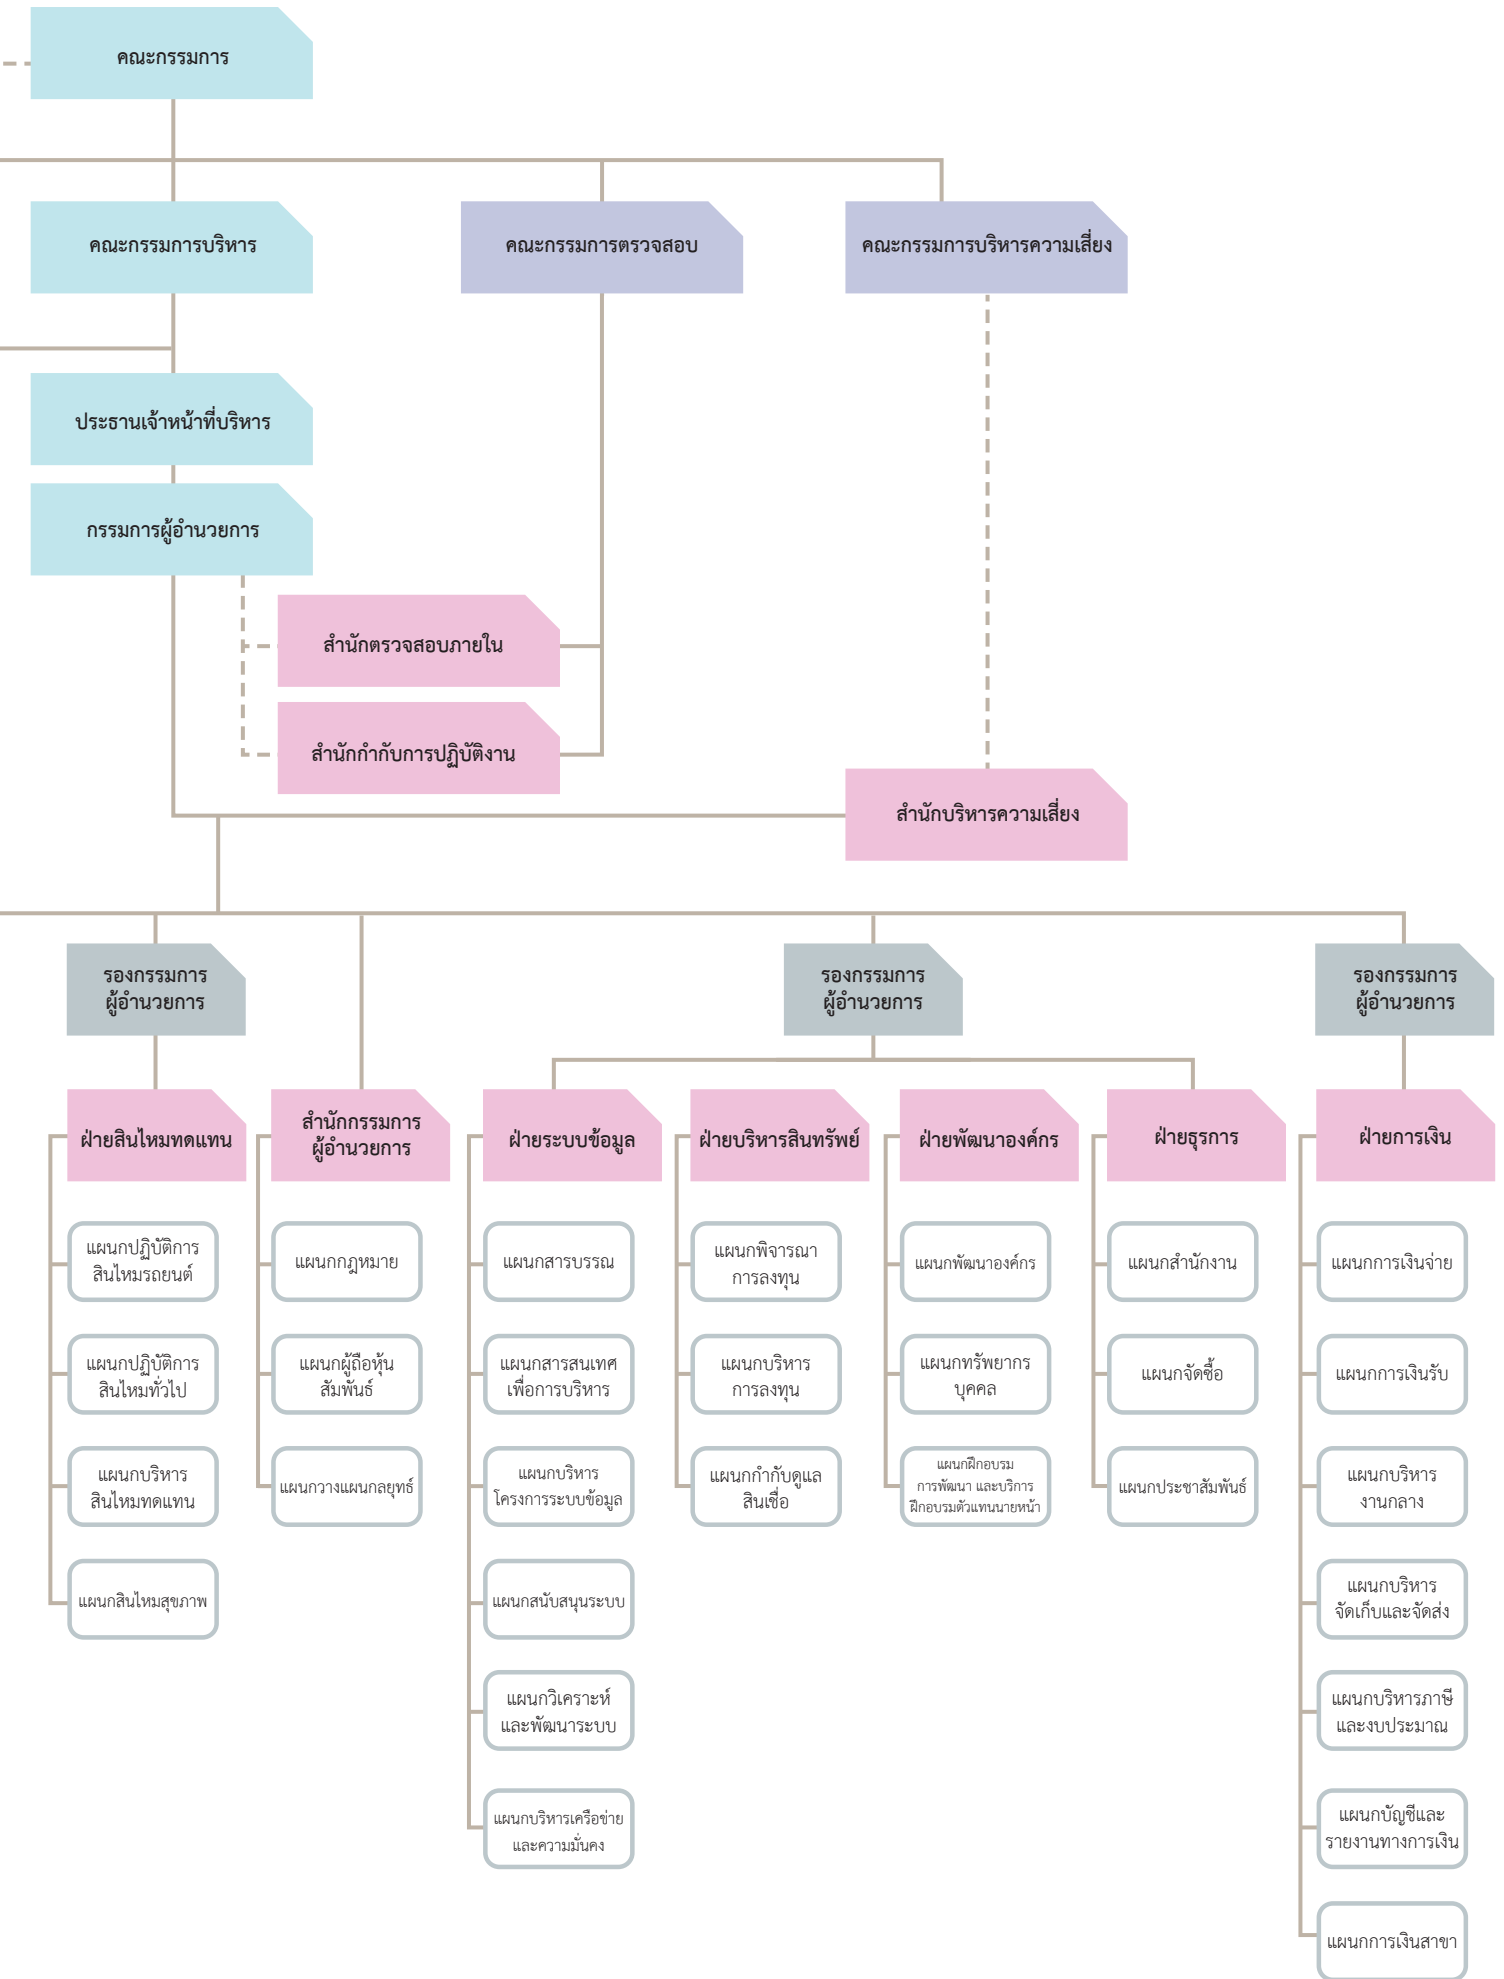 คณะกรรมการ
คณะกรรมการบริหาร
คณะกรรมการตรวจสอบ
คณะกรรมการบริหารความเสี่ยง
ประธานเจ้าหน้าที่บริหาร
กรรมการผู้อำนวยการ
สำนักตรวจสอบภายใน
สำนักกำกับการปฏิบัติงาน
สำนักบริหารความเสี่ยง
รองกรรมการ
ผู้อำนวยการ
รองกรรมการ
ผู้อำนวยการ
รองกรรมการ
ผู้อำนวยการ
ฝ่ายสินไหมทดแทน
แผนกปฏิบัติการ
สินไหมรถยนต์
แผนกปฏิบัติการ
สินไหมทั่วไป
แผนกบริหาร
สินไหมทดแทน
แผนกสินไหมสุขภาพ
สำนักกรรมการ
ผู้อำนวยการ
แผนกกฎหมาย
แผนกผู้ถือหุ้น
สัมพันธ์
แผนกวางแผนกลยุทธ์
ฝ่ายระบบข้อมูล
แผนกสารบรรณ
แผนกสารสนเทศ
เพื่อการบริหาร
แผนกบริหาร
โครงการระบบข้อมูล
แผนกสนับสนุนระบบ
แผนกวิเคราะห์
และพัฒนาระบบ
แผนกบริหารเครือข่าย
และความมั่นคง
ฝ่ายบริหารสินทรัพย์
แผนกพิจารณา
การลงทุน
แผนกบริหาร
การลงทุน
แผนกกำกับดูแล
สินเชื่อ
ฝ่ายพัฒนาองค์กร
แผนกพัฒนาองค์กร
แผนกทรัพยากร
บุคคล
แผนกฝึกอบรม
การพัฒนา และบริการ
ฝึกอบรมตัวแทนนายหน้า
ฝ่ายธุรการ
แผนกสำนักงาน
แผนกจัดซื้อ
แผนกประชาสัมพันธ์
ฝ่ายการเงิน
แผนกการเงินจ่าย
แผนกการเงินรับ
แผนกบริหาร
งานกลาง
แผนกบริหาร
จัดเก็บและจัดส่ง
แผนกบริหารภาษี
และงบประมาณ
แผนกบัญชีและ
รายงานทางการเงิน
แผนกการเงินสาขา